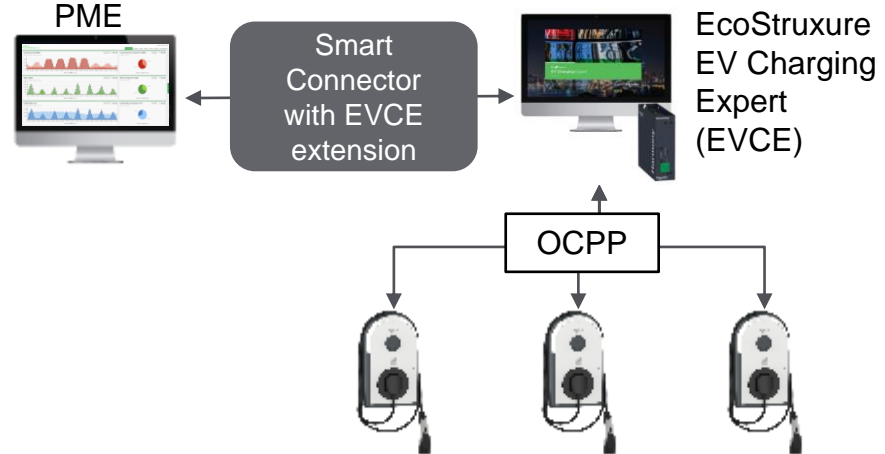 PME
Smart
Connector
with EVCE
extension
EcoStruxure
EV Charging
Expert
(EVCE)
OCPP